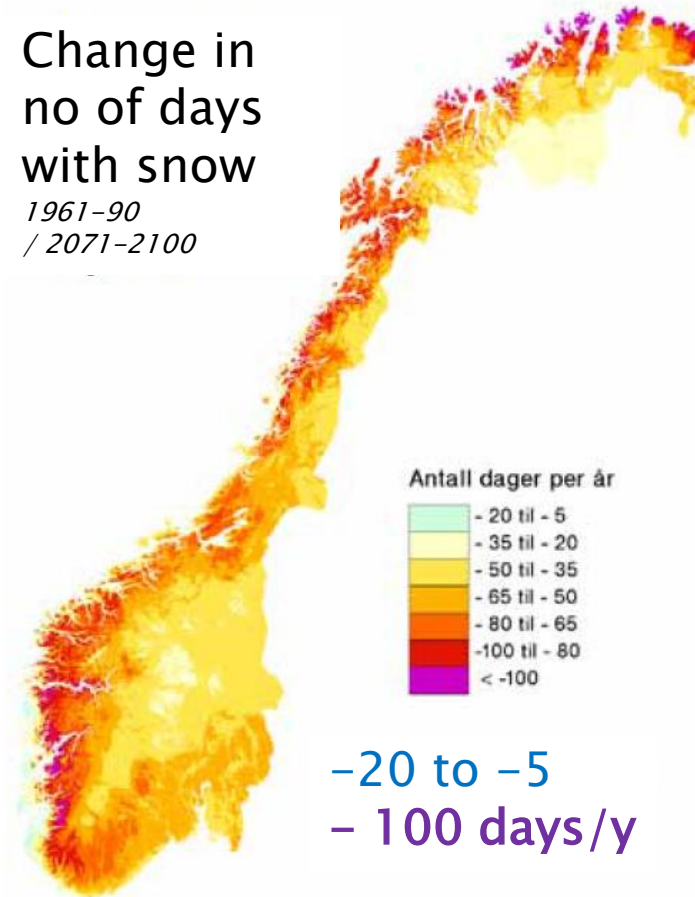 Change in
no of days
with snow
1961-90
/ 2071-2100
Antall dager per år
- 20 til - 5
- 35 til - 20
- 50 til - 35
- 65 til - 50
- 80 til - 65
-100 til - 80
< -100
-20 to -5
- 100 days/y